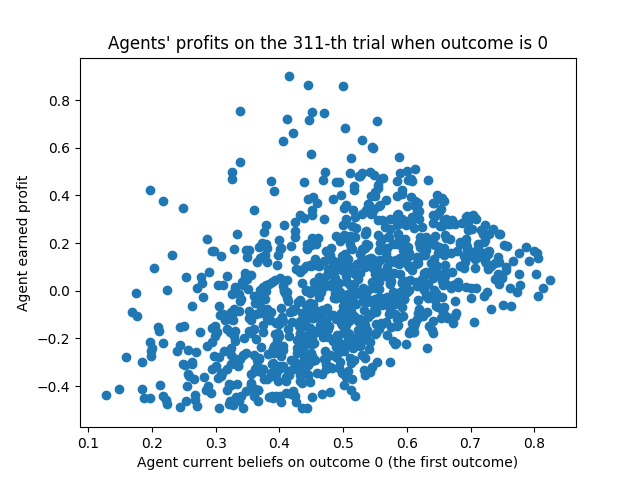 Agents' profits on the 311-th trial when outcome is 0
Agent earned profit
0.8
0.6
0.4
0.2
0.0
−0.2
−0.4
0.1 0.2 0.3 0.4 0.5 0.6 0.7 0.8
Agent current beliefs on outcome 0 (the first outcome)